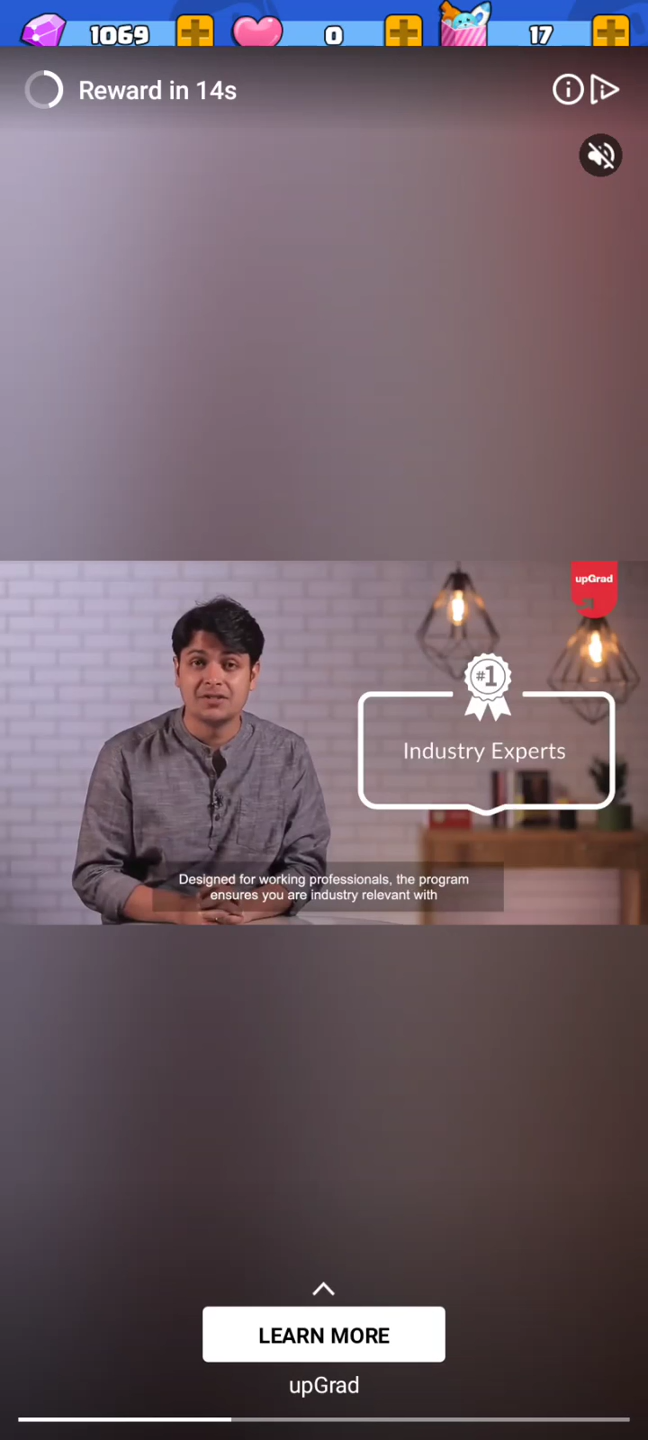 1069
0
17
Reward in 14s
upGrad
#1
Industry Experts
Designed for working professionals, the program
ensures you are industry relevant with
LEARN MORE
upGrad